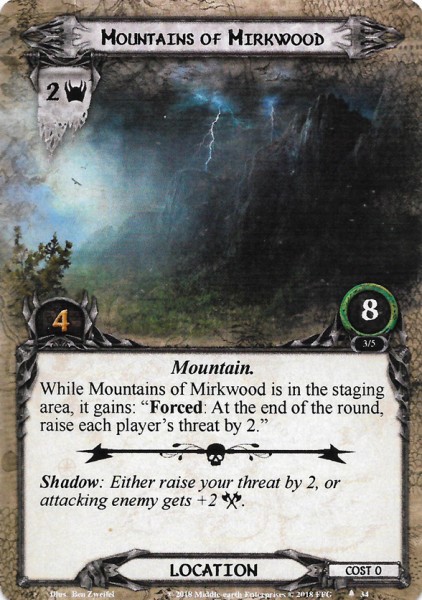 MOUNTAINS OF MIRKWOOD
2
4
8
3/5
Mountain.
While Mountains of Mirkwood is in the staging
area, it gains: “Forced: At the end of the round,
raise each player’s threat by 2.”
Shadow: Either raise your threat by 2, or
attacking enemy gets +2 .
LOCATION
COST 0
Illus. Ben Zweifel
© 2018 Middle-earth Enterprises © 2018 FFG
34